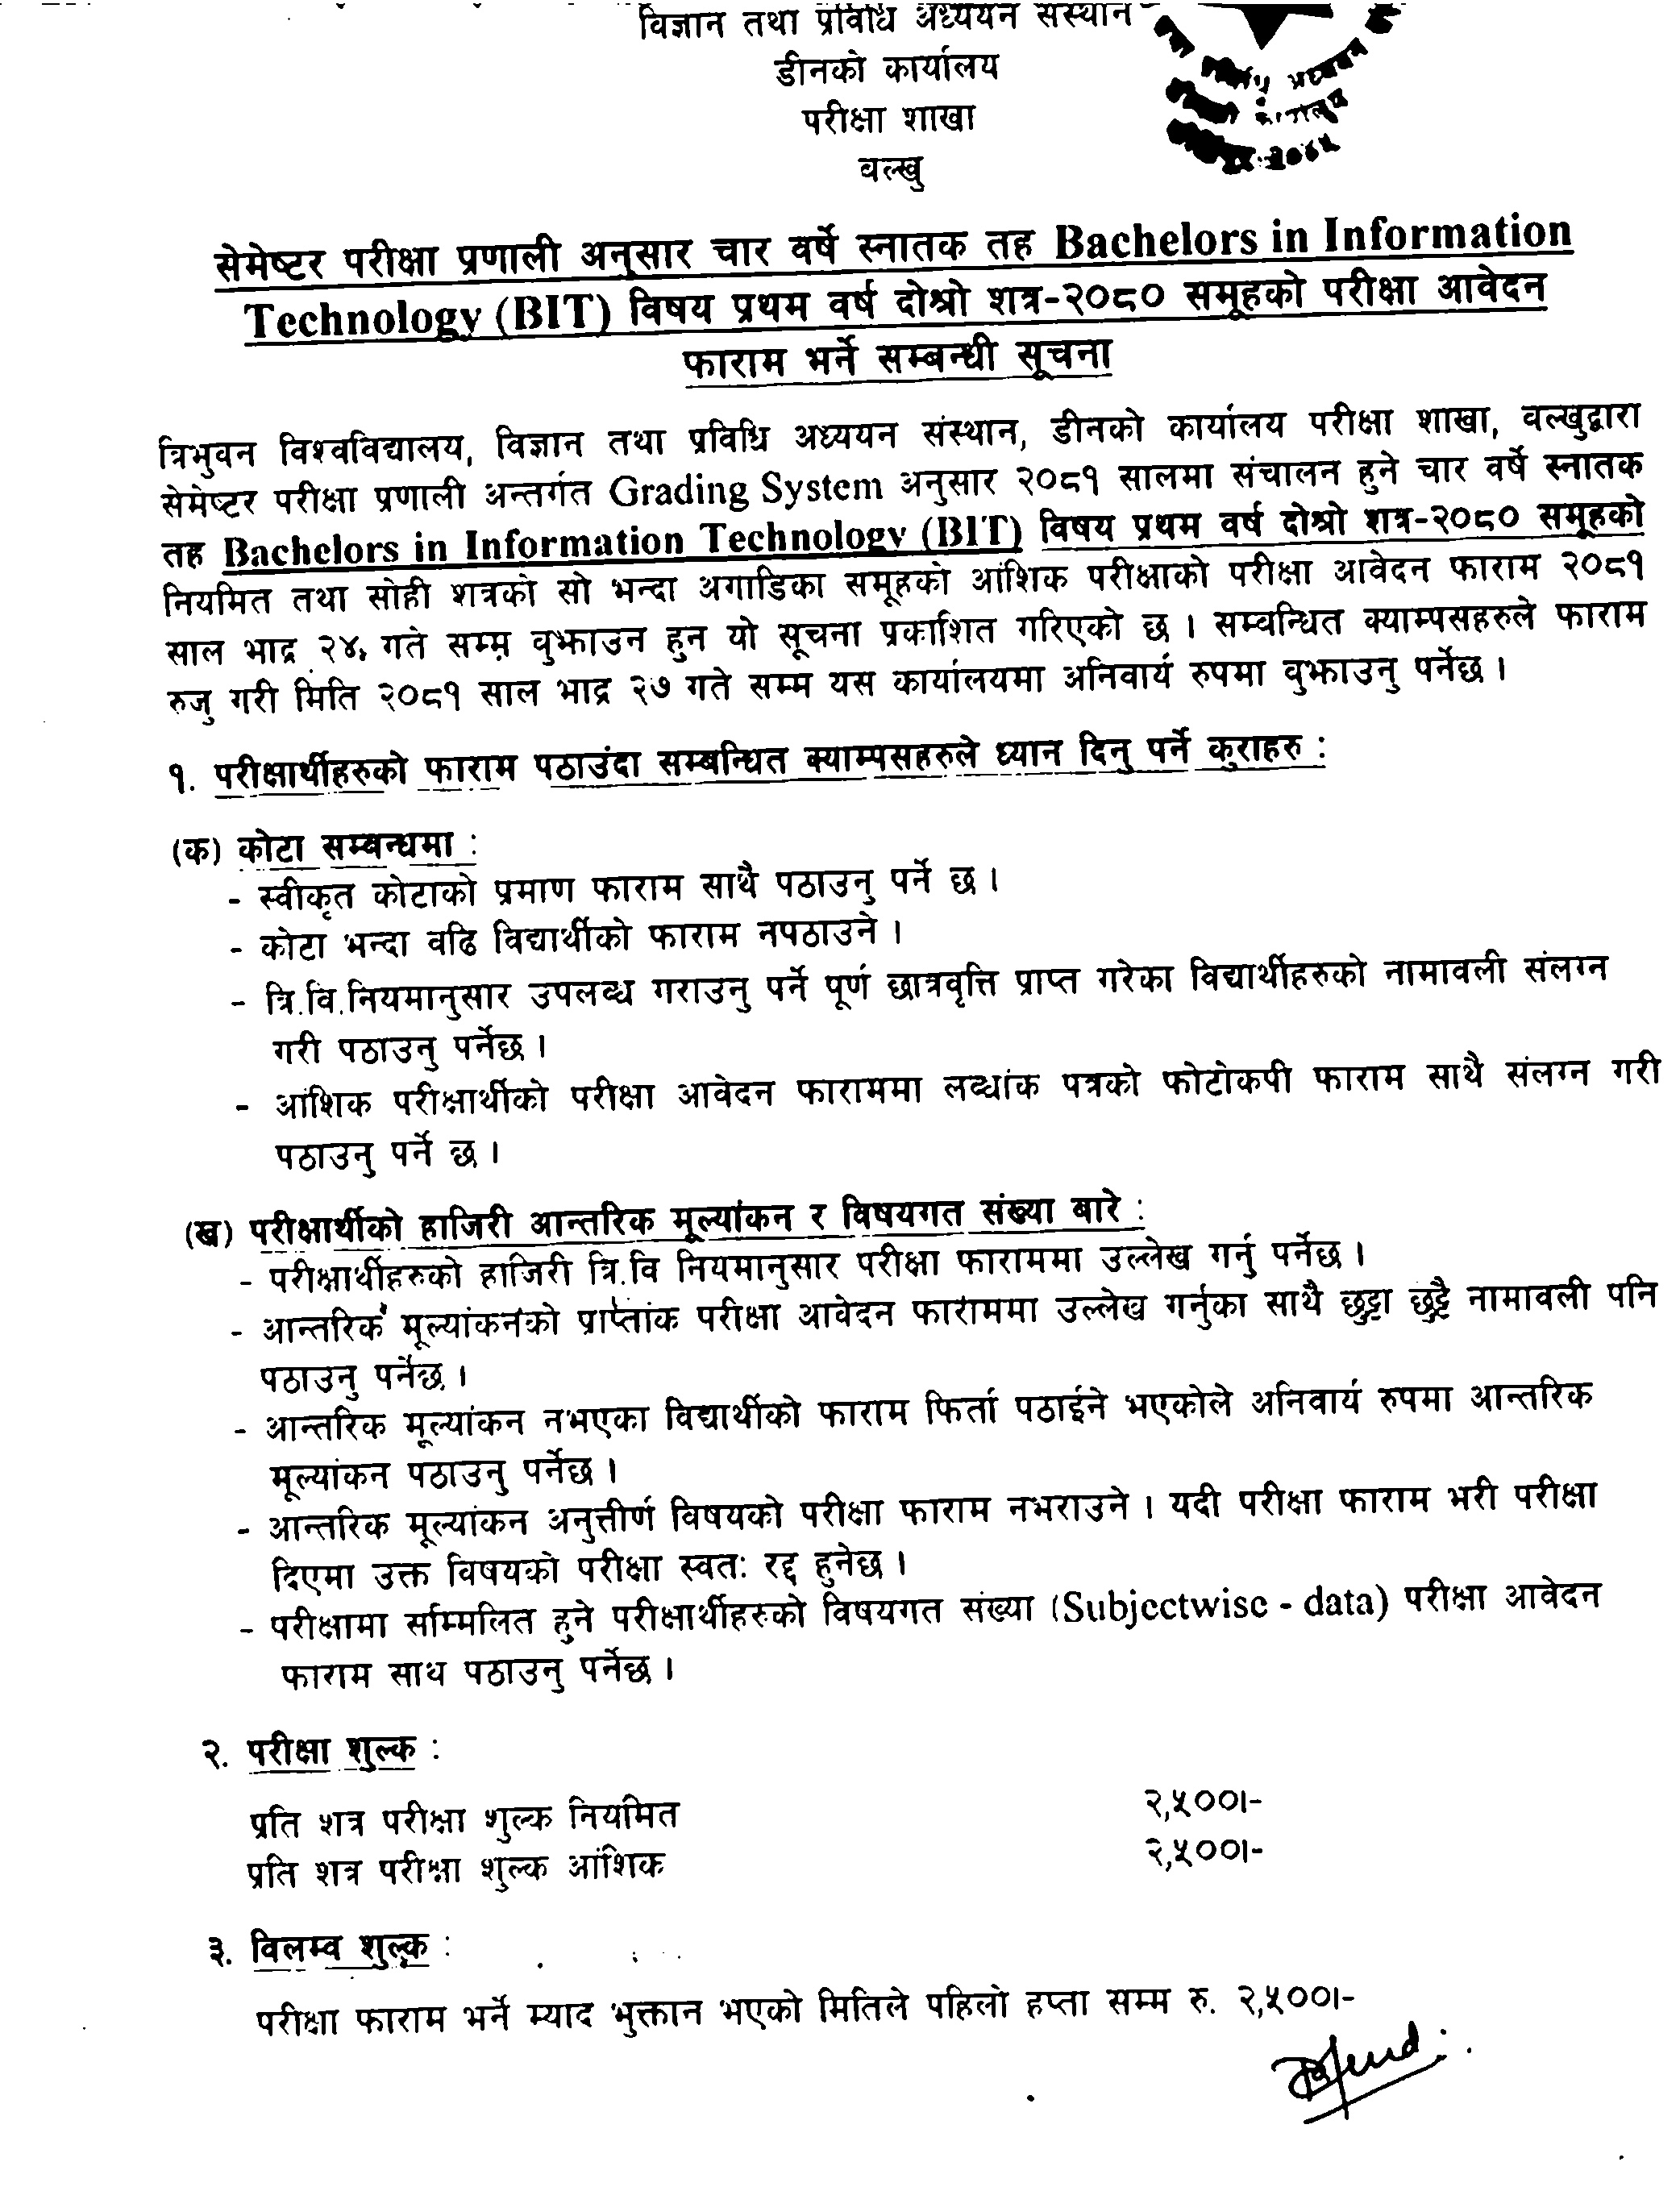 विज्ञान तथा प्रविधि अध्ययन संस्थान
डीनको कार्यालय
परीक्षा शाखा
वल्खु
सेमेष्टर परीक्षा प्रणाली अनुसार चार वर्षे स्नातक तह Bachelors in Information
Technology (BIT) विषय प्रथम वर्ष दोश्रो शत्र-२०८० समूहको परीक्षा आवेदन
फाराम भर्ने सम्बन्धी सूचना
त्रिभुवन विश्वविद्यालय, विज्ञान तथा प्रविधि अध्ययन संस्थान, डीनको कार्यालय परीक्षा शाखा, वल्खुद्वारा
सेमेष्टर परीक्षा प्रणाली अन्तर्गत Grading System अनुसार २०८१ सालमा संचालन हुने चार वर्षे स्नातक
तह Bachelors in Information Technology (BIT) विषय प्रथम वर्ष दोश्रो शत्र-२०८० समूहको
नियमित तथा सोही शत्रको सो भन्दा अगाडिका समूहको आंशिक परीक्षाको परीक्षा आवेदन फाराम २०८१
साल भाद्र २४ गते सम्म वुझाउन हुन यो सूचना प्रकाशित गरिएको छ । सम्वन्धित क्याम्पसहरुले फाराम
रुजु गरी मिति २०८१ साल भाद्र २७ गते सम्म यस कार्यालयमा अनिवार्य रुपमा वुझाउनु पर्नेछ ।
१. परीक्षार्थीहरुको फाराम पठाउंदा सम्बन्धित क्याम्पसहरुले ध्यान दिनु पर्ने कुराहरु :
(क) कोटा सम्वन्धमा :
- स्वीकृत कोटाको प्रमाण फाराम साथै पठाउनु पर्ने छ ।
- कोटा भन्दा वढि विद्यार्थीको फाराम नपठाउने ।
- त्रि.वि.नियमानुसार उपलव्ध गराउनु पर्ने पूर्ण छात्रवृत्ति प्राप्त गरेका विद्यार्थीहरुको नामावली संलग्न
गरी पठाउनु पर्नेछ ।
- आंशिक परीक्षार्थीको परीक्षा आवेदन फाराममा लव्धांक पत्रको फोटोकपी फाराम साथै संलग्न गरी
पठाउनु पर्ने छ ।
(ख) परीक्षार्थीको हाजिरी आन्तरिक मूल्यांकन र विषयगत संख्या बारे :
- परीक्षार्थीहरुको हाजिरी त्रि.वि नियमानुसार परीक्षा फाराममा उल्लेख गर्नु पर्नेछ ।
- आन्तरिक मूल्यांकनको प्राप्तांक परीक्षा आवेदन फाराममा उल्लेख गर्नुका साथै छुट्टा छुट्टै नामावली पनि
पठाउनु पर्नेछ ।
- आन्तरिक मूल्यांकन नभएका विद्यार्थीको फाराम फिर्ता पठाईने भएकोले अनिवार्य रुपमा आन्तरिक
मूल्यांकन पठाउनु पर्नेछ ।
- आन्तरिक मूल्यांकन अनुत्तीर्ण विषयको परीक्षा फाराम नभराउने । यदी परीक्षा फाराम भरी परीक्षा
दिएमा उक्त विषयको परीक्षा स्वतः रद्द हुनेछ ।
- परीक्षामा सम्मिलित हुने परीक्षार्थीहरुको विषयगत संख्या (Subjectwise - data) परीक्षा आवेदन
फाराम साथ पठाउनु पर्नेछ ।
२. परीक्षा शुल्क :
प्रति शत्र परीक्षा शुल्क नियमित २,५००।-
प्रति शत्र परीक्षा शुल्क आंशिक २,५००।-
३. विलम्व शुल्क :
परीक्षा फाराम भर्ने म्याद भुक्तान भएको मितिले पहिलो हप्ता सम्म रु. २,५००।-